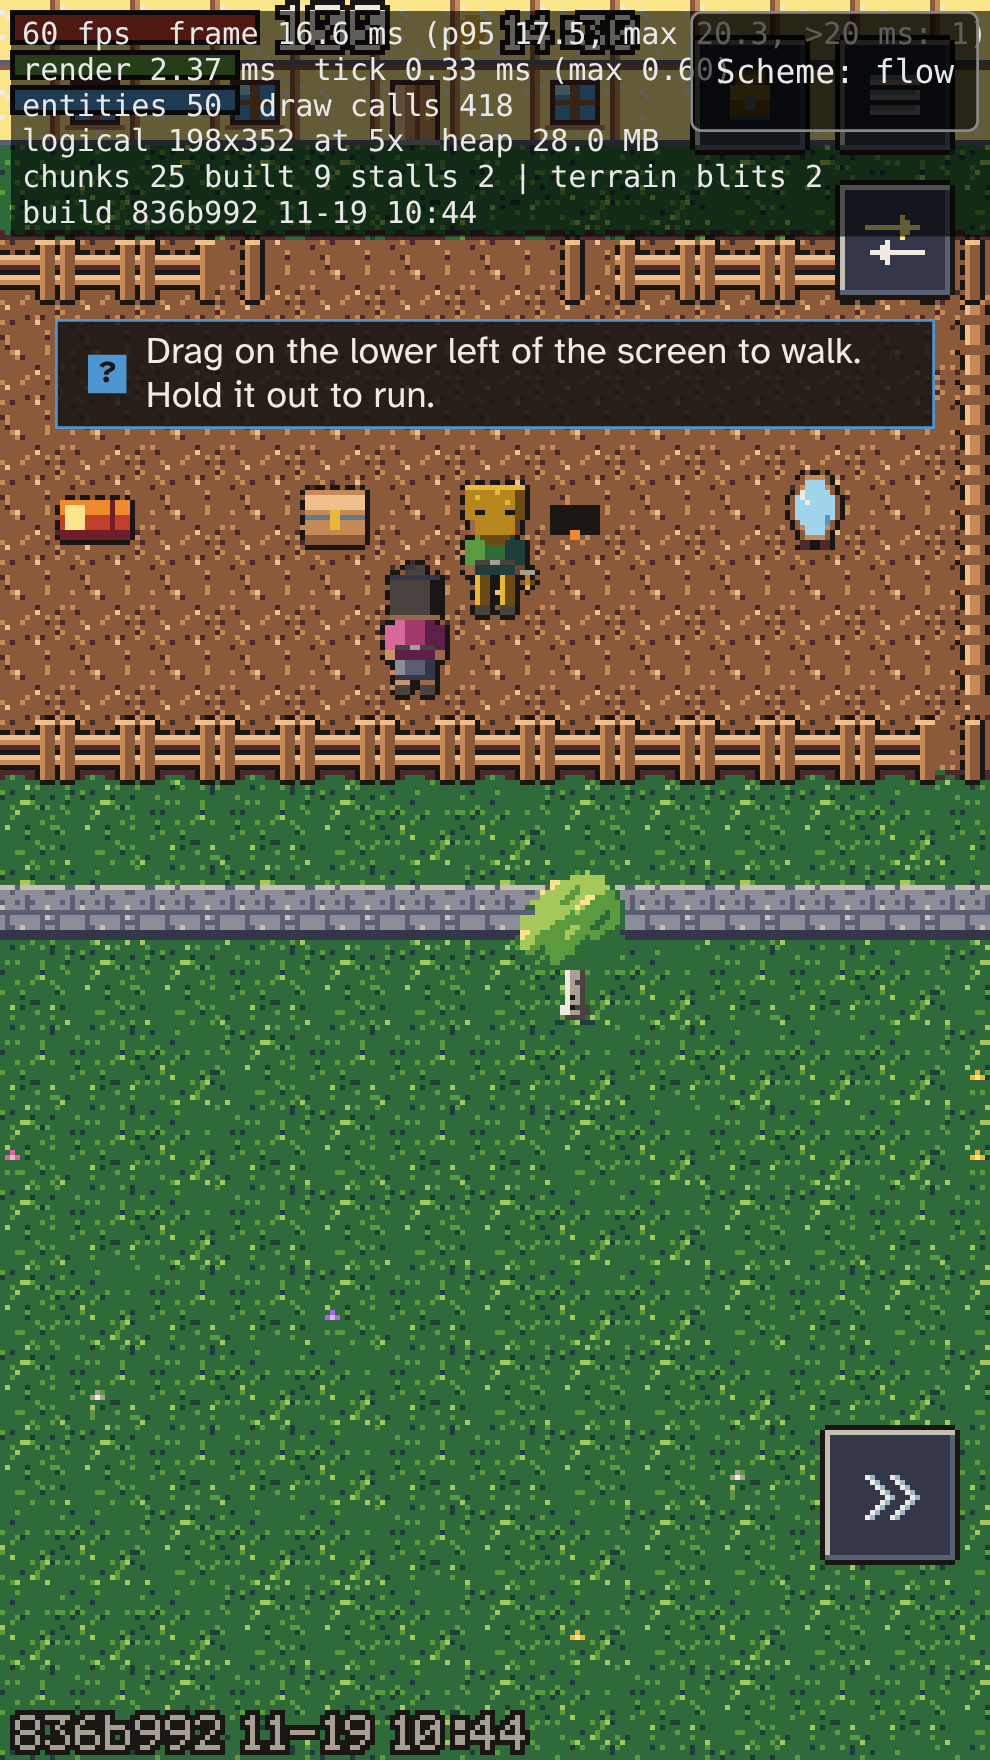 60 fps  frame 16.6 ms (p95 17.5, max 20.3, >20 ms: 1)
render 2.37 ms  tick 0.33 ms (max 0.60)
Scheme: flow
entities 50  draw calls 418
logical 198x352 at 5x  heap 28.0 MB
chunks 25 built 9 stalls 2 | terrain blits 2
build 836b992 11-19 10:44
?
Drag on the lower left of the screen to walk.
Hold it out to run.
836b992 11-19 10:44